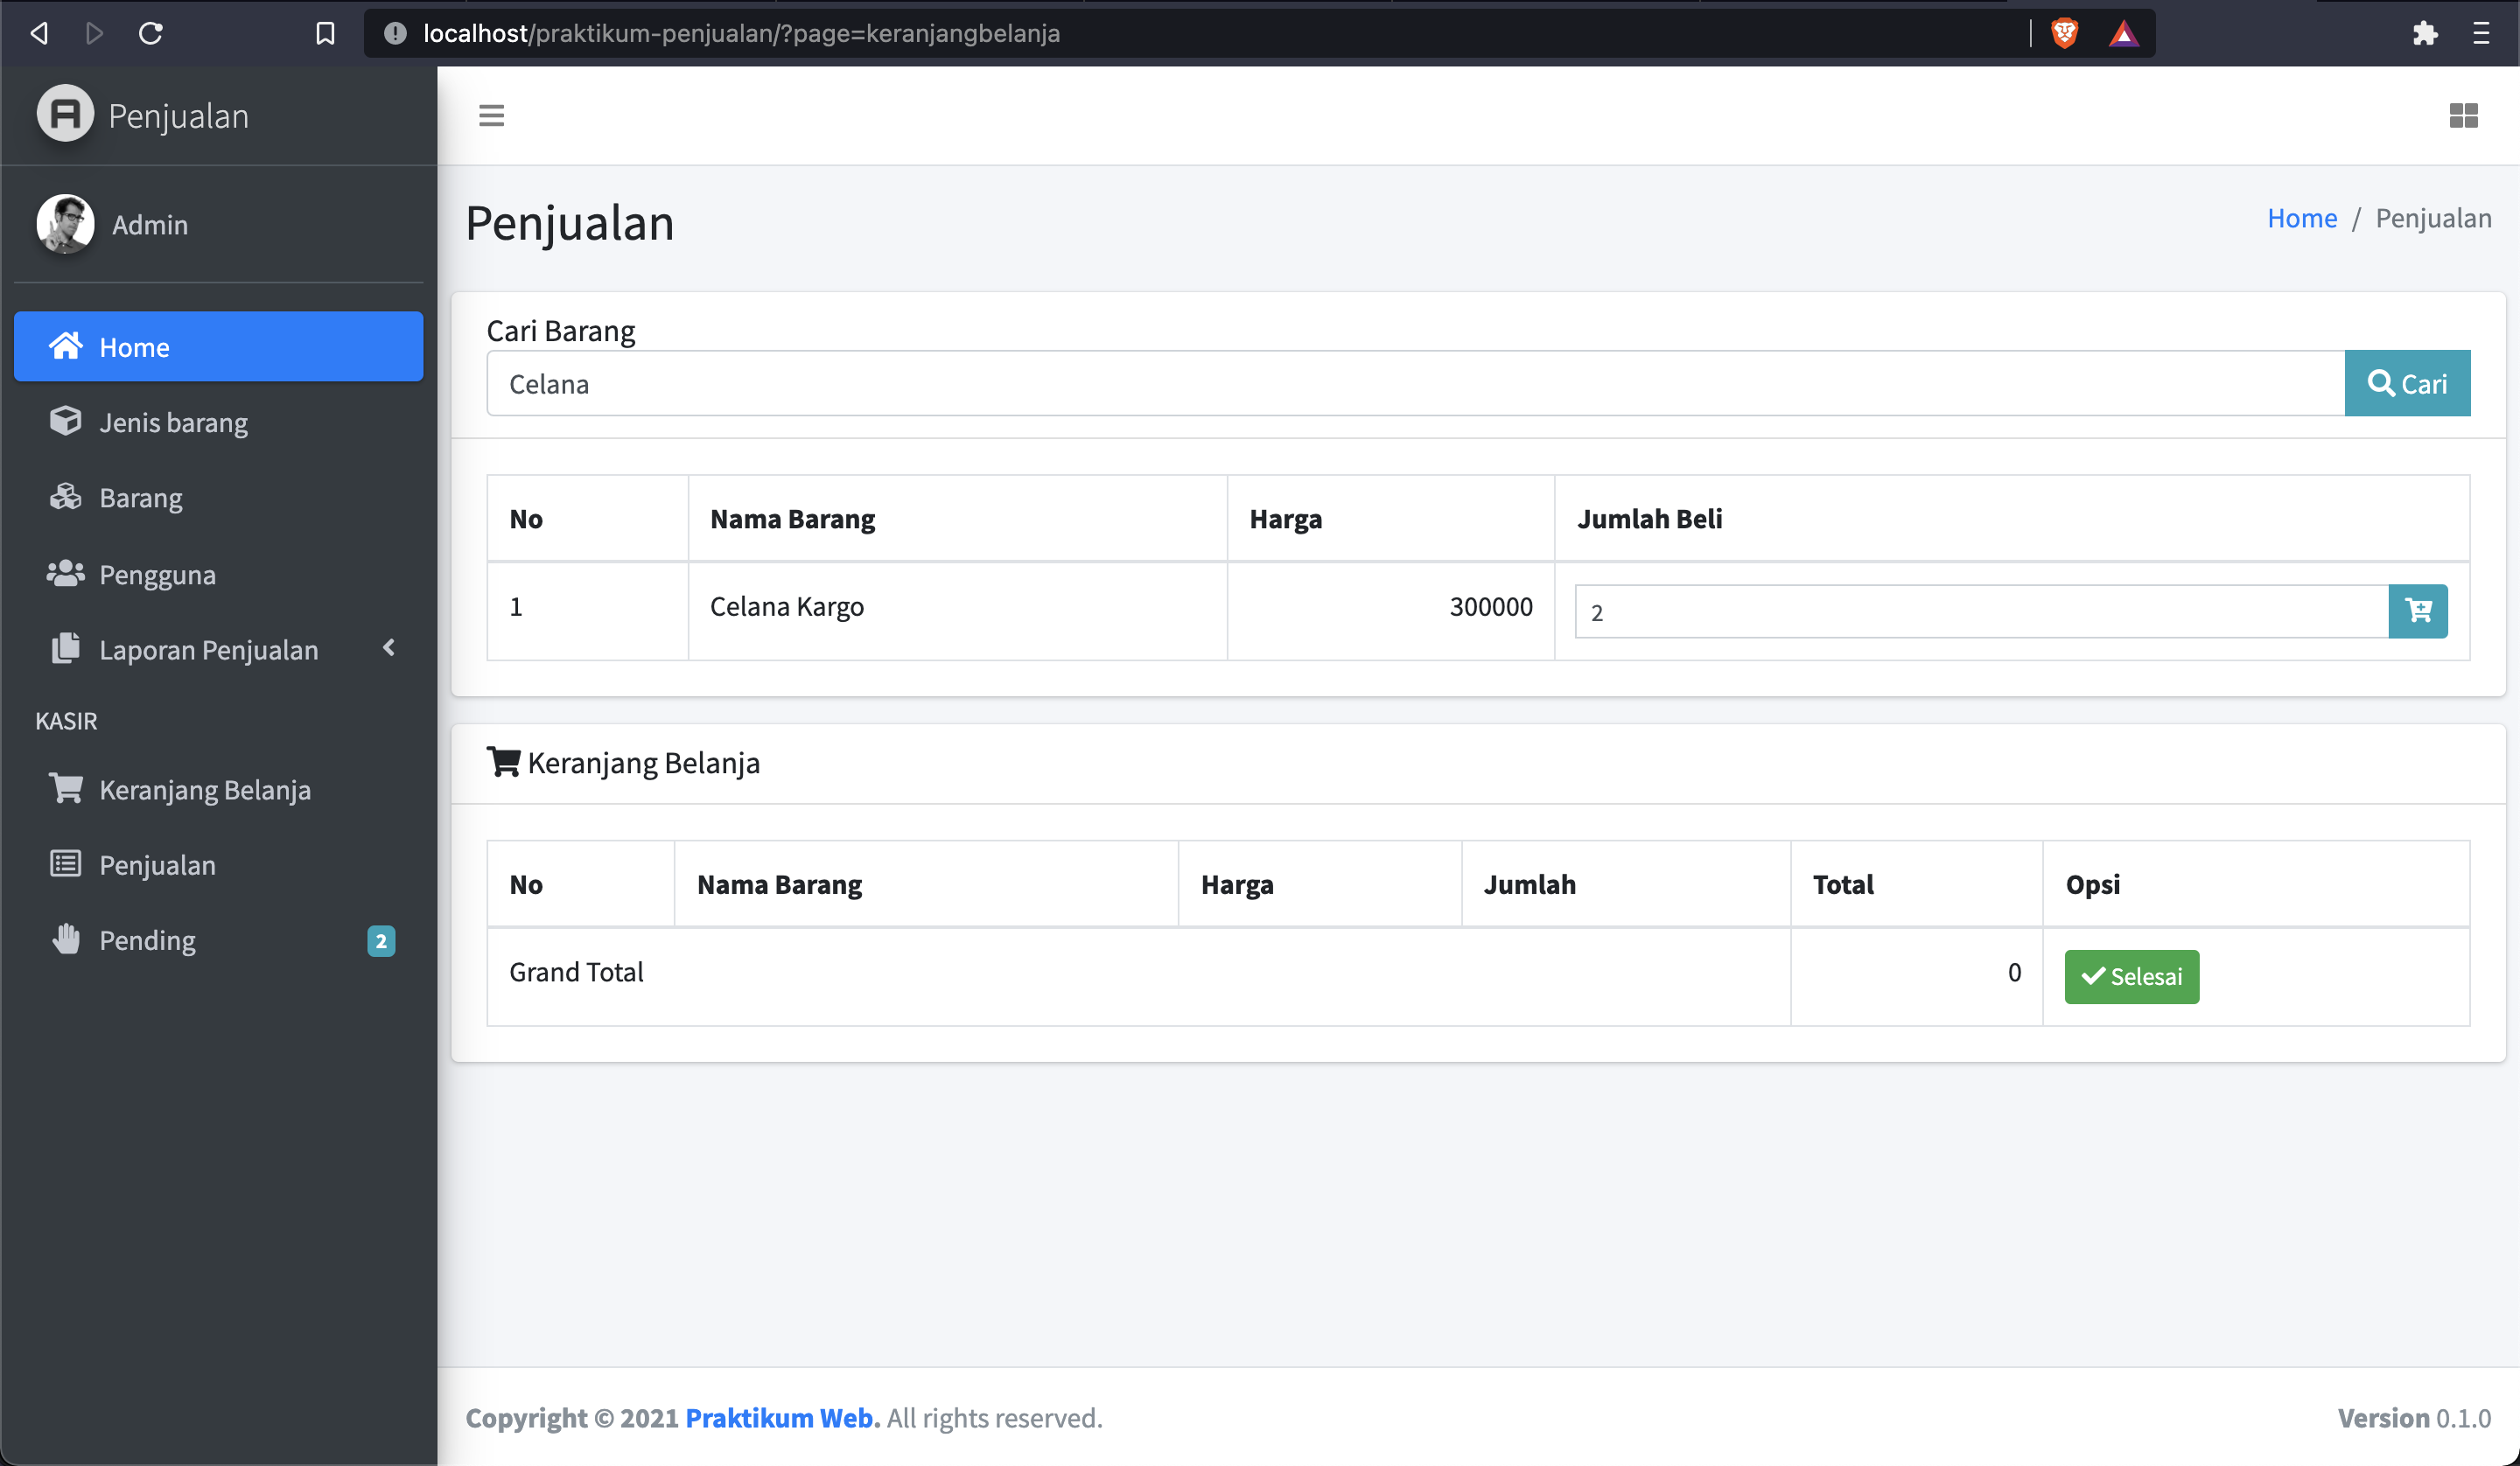 localhost/praktikum-penjualan/?page=keranjangbelanja
Penjualan
Admin
Home
Jenis barang
Barang
Pengguna
Laporan Penjualan
KASIR
Keranjang Belanja
Penjualan
Pending 2
Penjualan
Home / Penjualan
Cari Barang
Celana Cari
No Nama Barang Harga Jumlah Beli
1 Celana Kargo 300000 2
Keranjang Belanja
No Nama Barang Harga Jumlah Total Opsi
Grand Total 0 Selesai
Copyright © 2021 Praktikum Web. All rights reserved.
Version 0.1.0